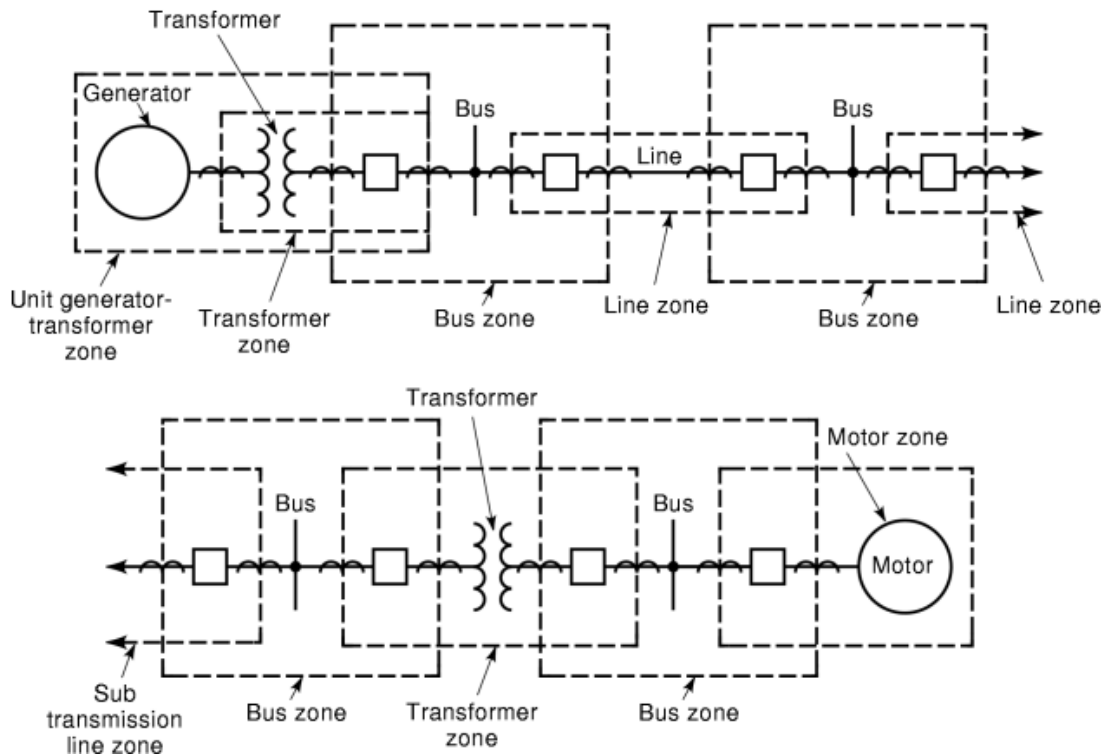 Transformer
Generator
Bus
Bus
Line
Unit generator-
transformer
zone
Transformer
zone
Bus zone
Line zone
Bus zone
Line zone
Transformer
Motor zone
Bus
Bus
Motor
Sub
transmission
line zone
Bus zone
Transformer
zone
Bus zone